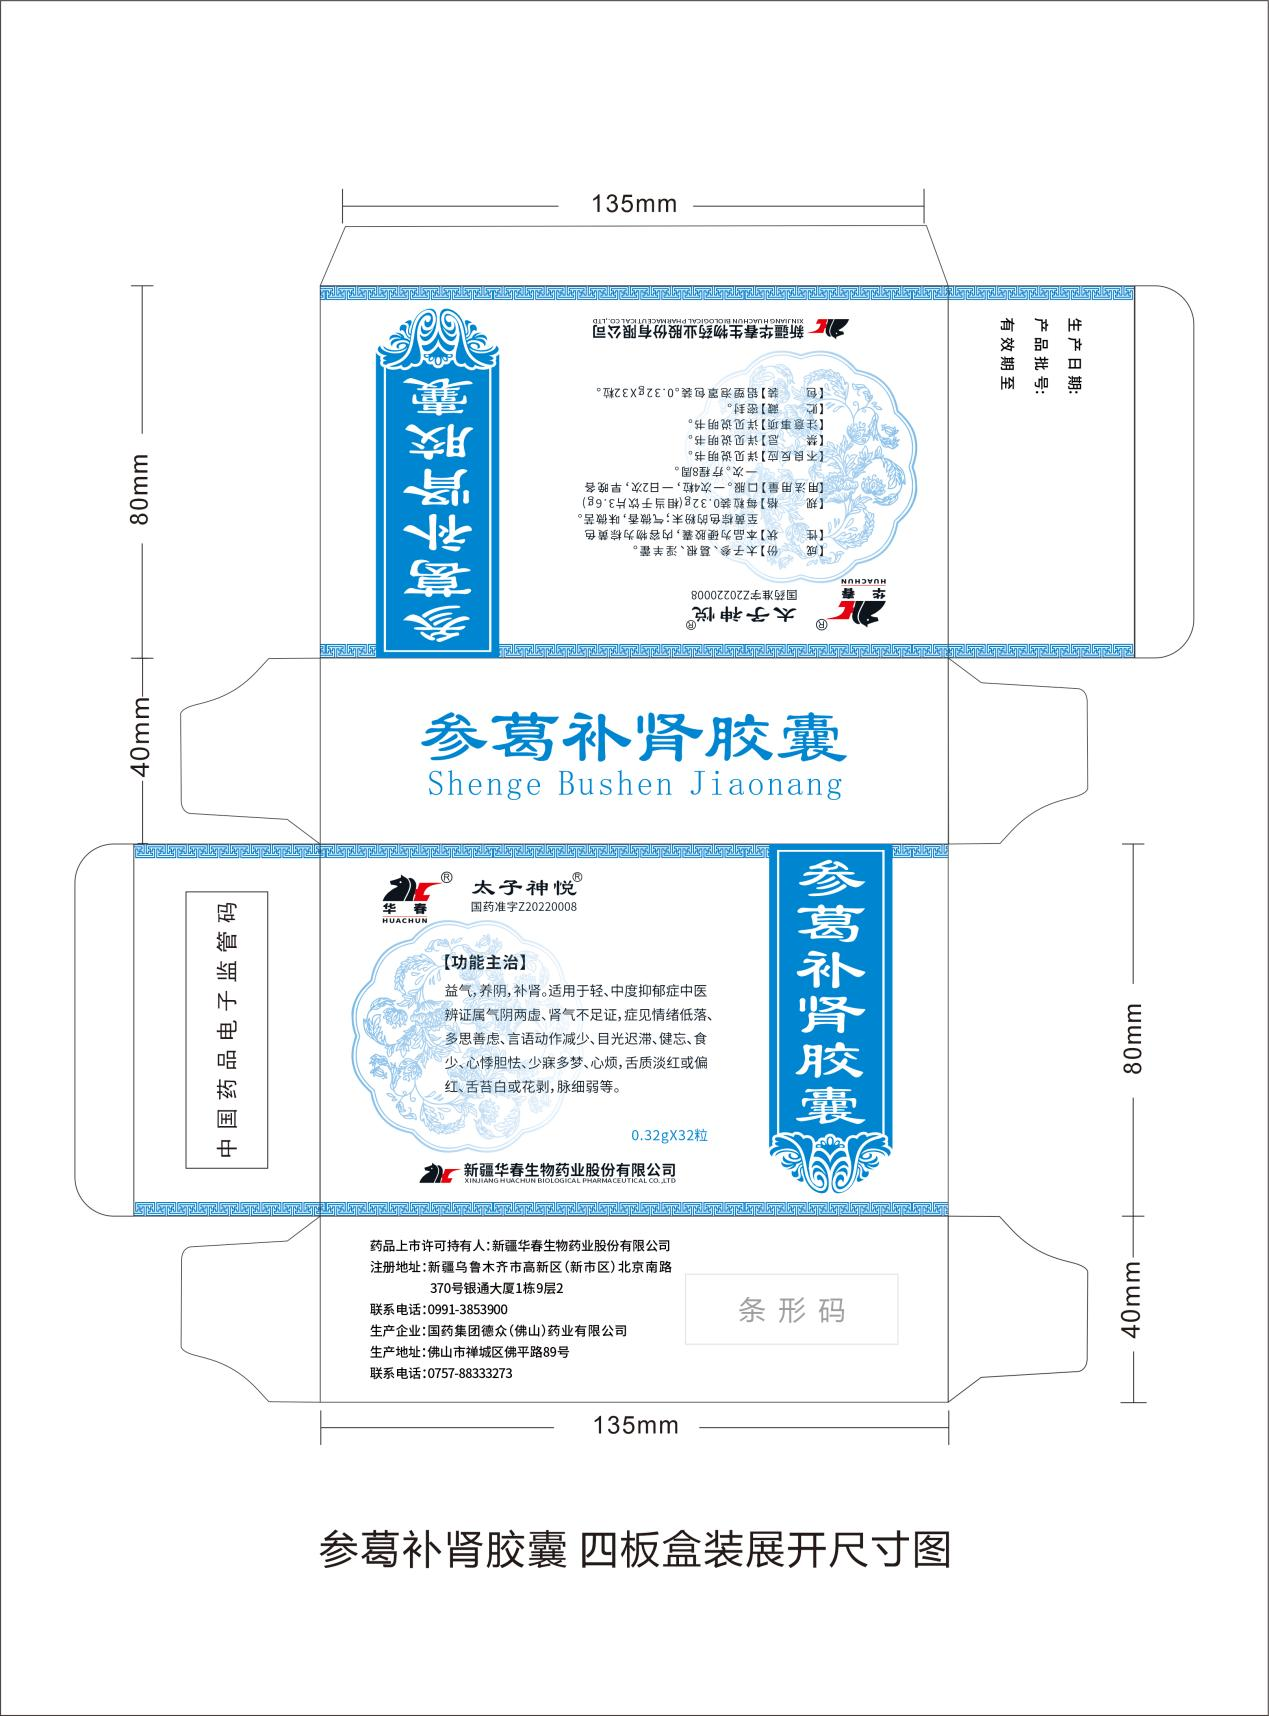 135mm
80mm
40mm
新疆华春生物药业股份有限公司
XINJIANG HUACHUN BIOLOGICAL PHARMACEUTICAL CO.,LTD
参葛补肾胶囊
华春
HUACHUN
®
太子神悦®
国药准字Z20220008
【成　　份】太子参、葛根、淫羊藿。
【性　　状】本品为硬胶囊，内容物为棕黄色
至黄棕色的粉末；气微香，味微苦。
【规　　格】每粒装0.32g(相当于饮片3.6g)
【用法用量】口服。一次4粒，一日2次，早晚各
一次。疗程8周。
【不良反应】详见说明书。
【禁　　忌】详见说明书。
【注意事项】详见说明书。
【贮　　藏】密封。
【包　　装】铝塑泡罩包装。0.32gX32粒。
生产日期:
产品批号:
有效期至
参葛补肾胶囊
Shenge Bushen Jiaonang
中国药品电子监管码
华春
HUACHUN
®
太子神悦®
国药准字Z20220008
【功能主治】
益气，养阴，补肾。适用于轻、中度抑郁症中医
辨证属气阴两虚、肾气不足证，症见情绪低落、
多思善虑、言语动作减少、目光迟滞、健忘、食
少、心悸胆怯、少寐多梦、心烦，舌质淡红或偏
红、舌苔白或花剥，脉细弱等。
0.32gX32粒
新疆华春生物药业股份有限公司
XINJIANG HUACHUN BIOLOGICAL PHARMACEUTICAL CO.,LTD
参葛补肾胶囊
80mm
药品上市许可持有人：新疆华春生物药业股份有限公司
注册地址：新疆乌鲁木齐市高新区（新市区）北京南路
370号银通大厦1栋9层2
联系电话：0991-3853900
生产企业：国药集团德众（佛山）药业有限公司
生产地址：佛山市禅城区佛平路89号
联系电话：0757-88333273
条形码
40mm
135mm
参葛补肾胶囊 四板盒装展开尺寸图